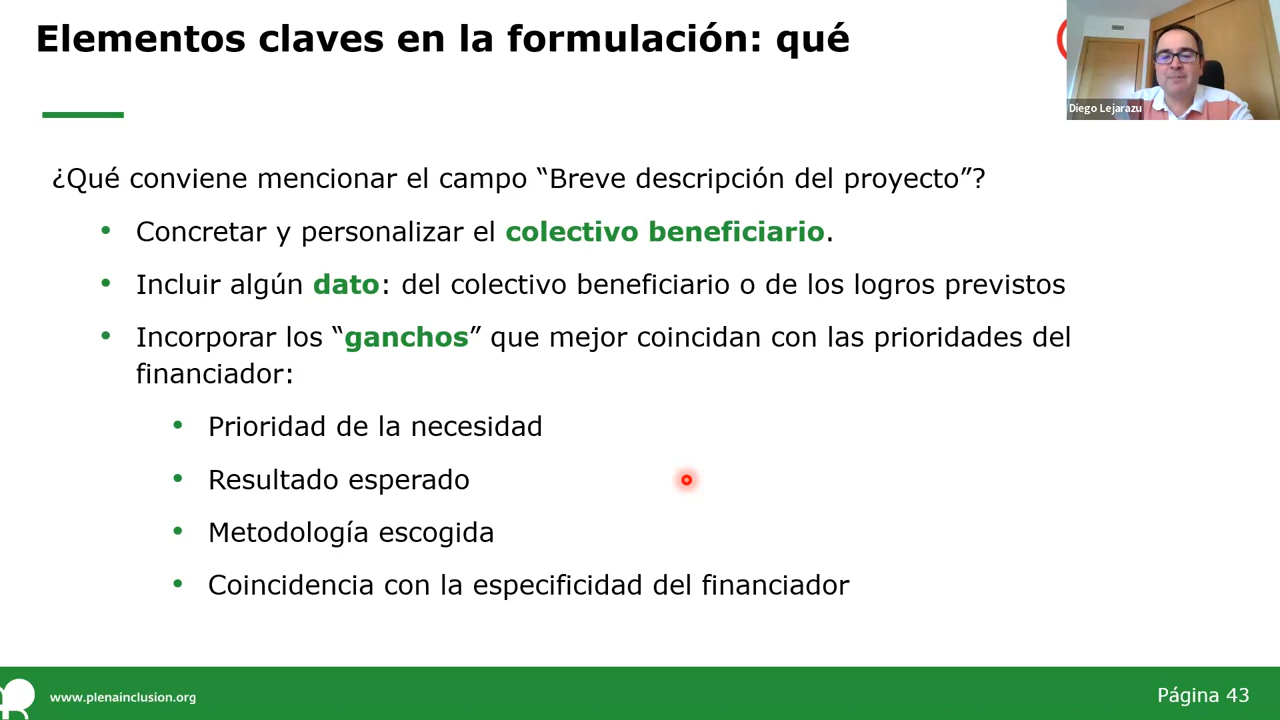 Elementos claves en la formulación: qué
Diego Lejarazu
¿Qué conviene mencionar el campo “Breve descripción del proyecto”?
• Concretar y personalizar el colectivo beneficiario.
• Incluir algún dato: del colectivo beneficiario o de los logros previstos
• Incorporar los “ganchos” que mejor coincidan con las prioridades del
financiador:
• Prioridad de la necesidad
• Resultado esperado
• Metodología escogida
• Coincidencia con la especificidad del financiador
www.plenainclusion.org
Página 43